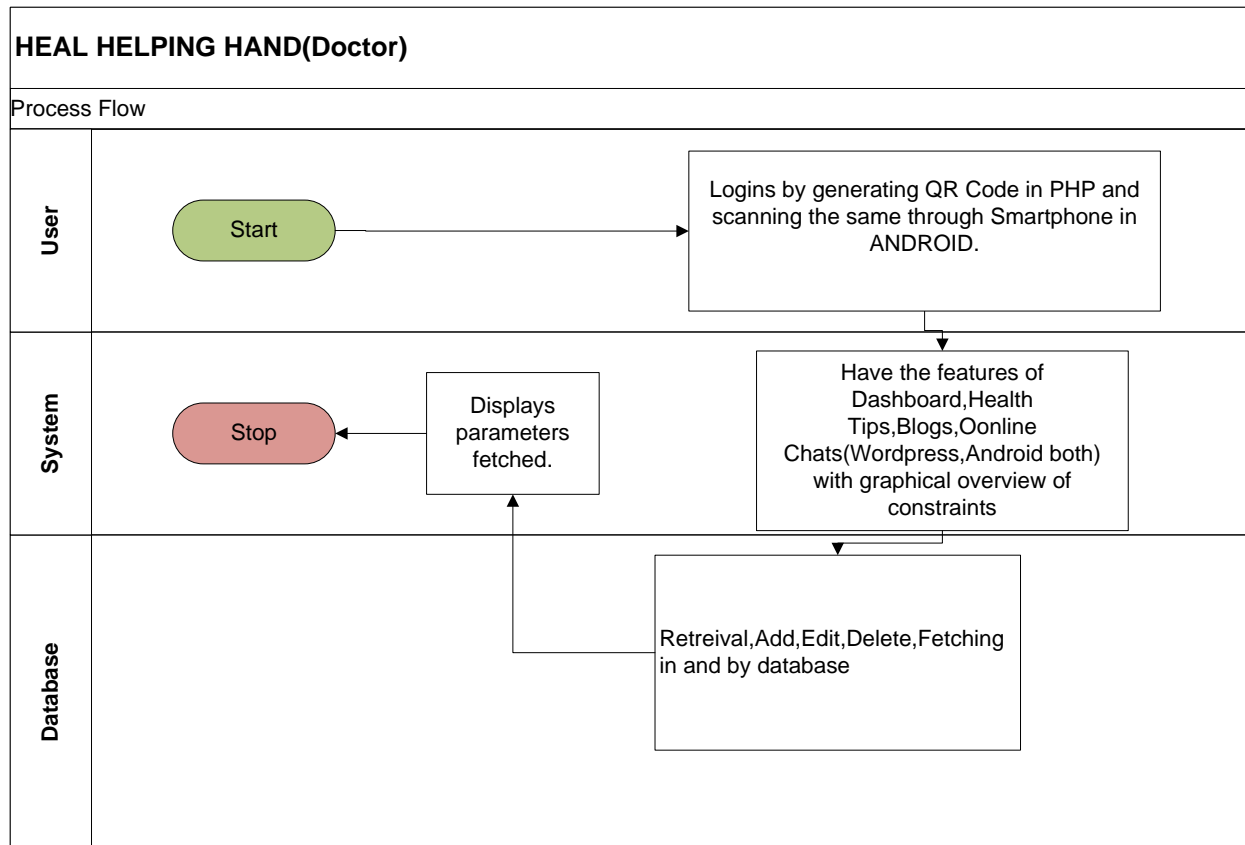 HEAL HELPING HAND(Doctor)
Process Flow
User
Start
Logins by generating QR Code in PHP and
scanning the same through Smartphone in
ANDROID.
System
Stop
Displays
parameters
fetched.
Have the features of
Dashboard,Health
Tips,Blogs,Oonline
Chats(Wordpress,Android both)
with graphical overview of
constraints
Database
Retreival,Add,Edit,Delete,Fetching
in and by database